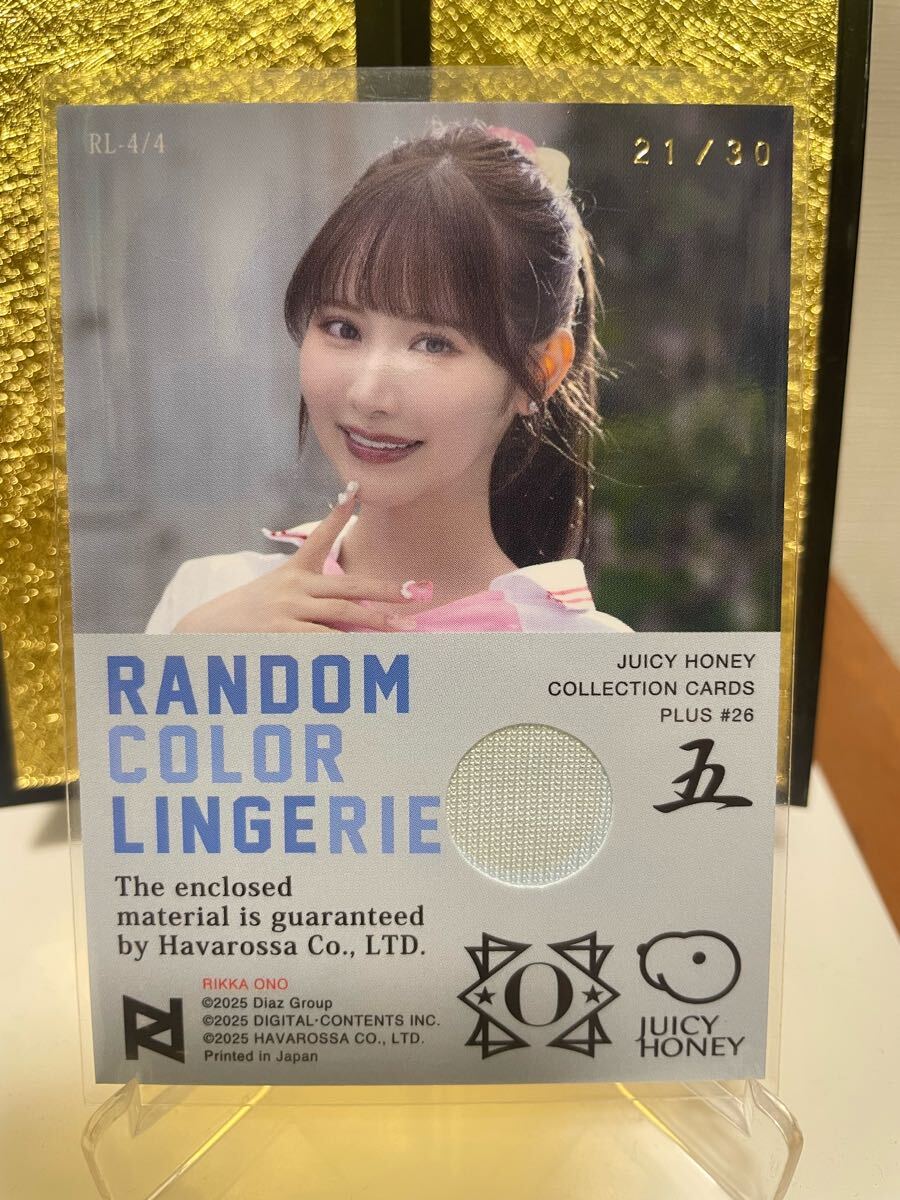 RL-4/4
21/30
RANDOM
COLOR
LINGERIE
JUICY HONEY
COLLECTION CARDS
PLUS #26
五
The enclosed
material is guaranteed
by Havarossa Co., LTD.
RIKKA ONO
©2025 Diaz Group
©2025 DIGITAL·CONTENTS INC.
©2025 HAVAROSSA CO., LTD.
Printed in Japan
O
JUICY
HONEY